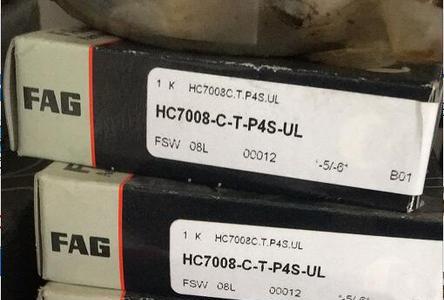 FAG
1 K HC7008C.T.P4S.UL
HC7008-C-T-P4S-UL
FSW 08L 00012 *-5/-6* B01
FAG
1 K HC7008C.T.P4S.UL
HC7008-C-T-P4S-UL
FSW 08L 00012 *-5/-6*